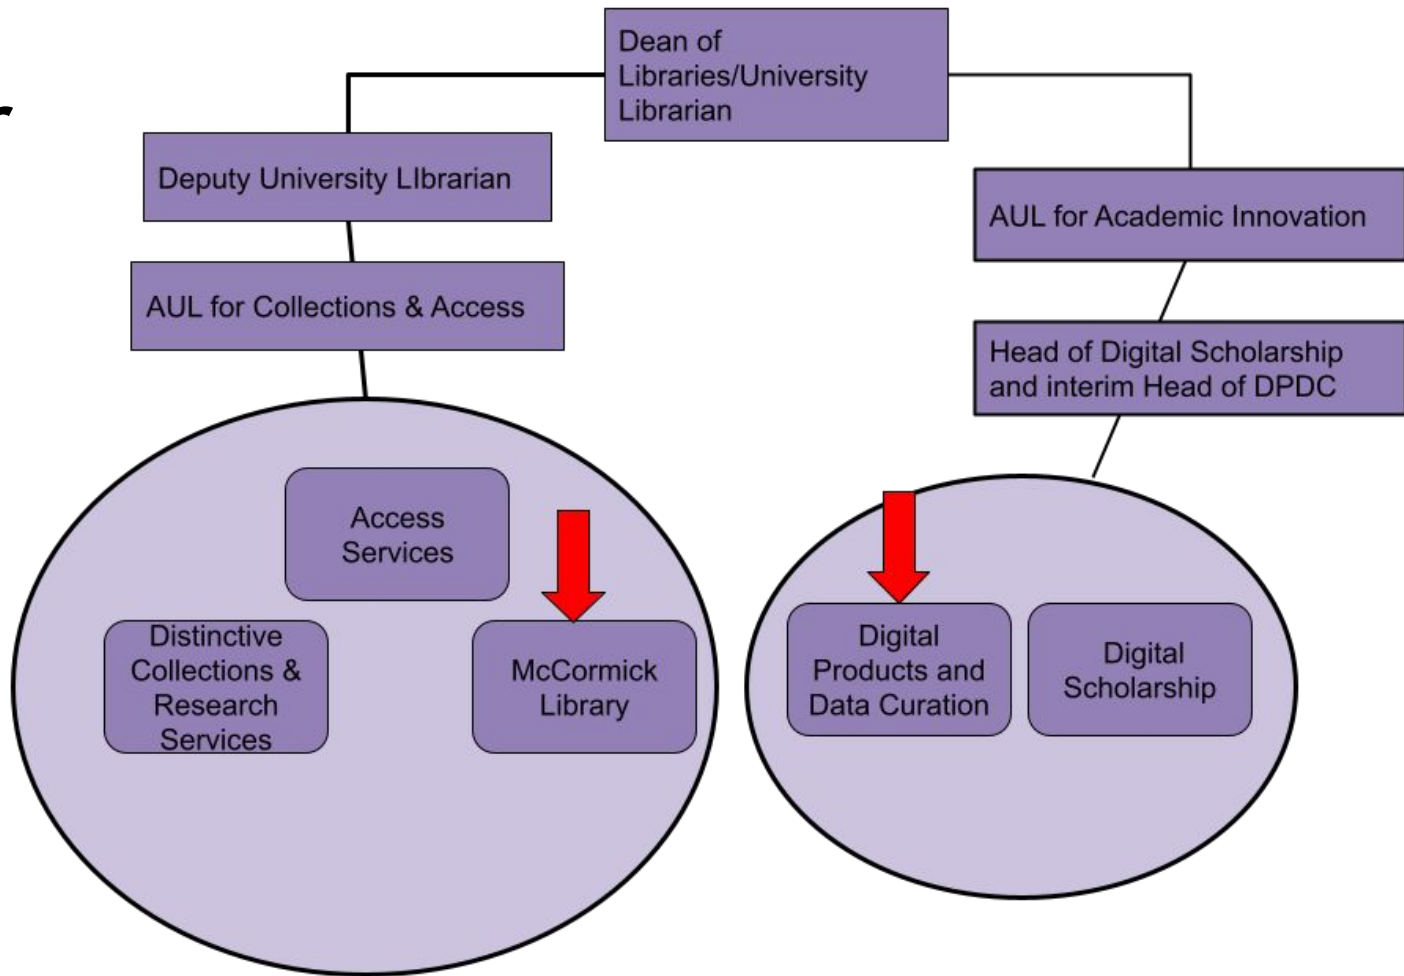 Dean of
Libraries/University
Librarian
Deputy University LIbrarian
AUL for Academic Innovation
AUL for Collections & Access
Head of Digital Scholarship
and interim Head of DPDC
Access
Services
Distinctive
Collections &
Research
Services
McCormick
Library
Digital
Products and
Data Curation
Digital
Scholarship